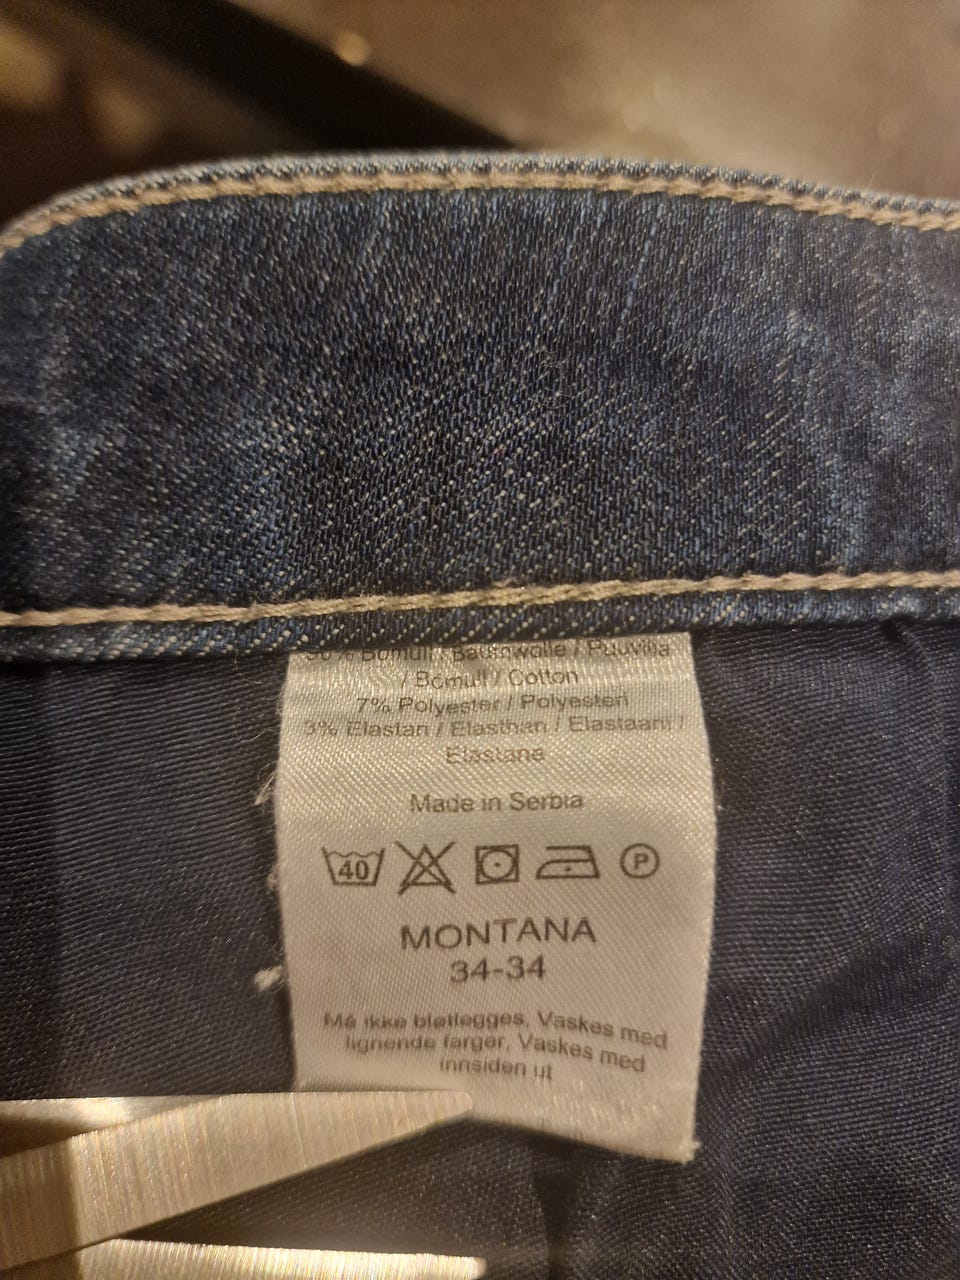 90% Bomull / Baumwolle / Puuvilla
/ Bomull / Cotton
7% Polyester / Polyesteri
3% Elastan / Elasthan / Elastaani /
Elastane
Made in Serbia
40 P
MONTANA
34-34
Må ikke bløtlegges, Vaskes med
lignende farger, Vaskes med
innsiden ut